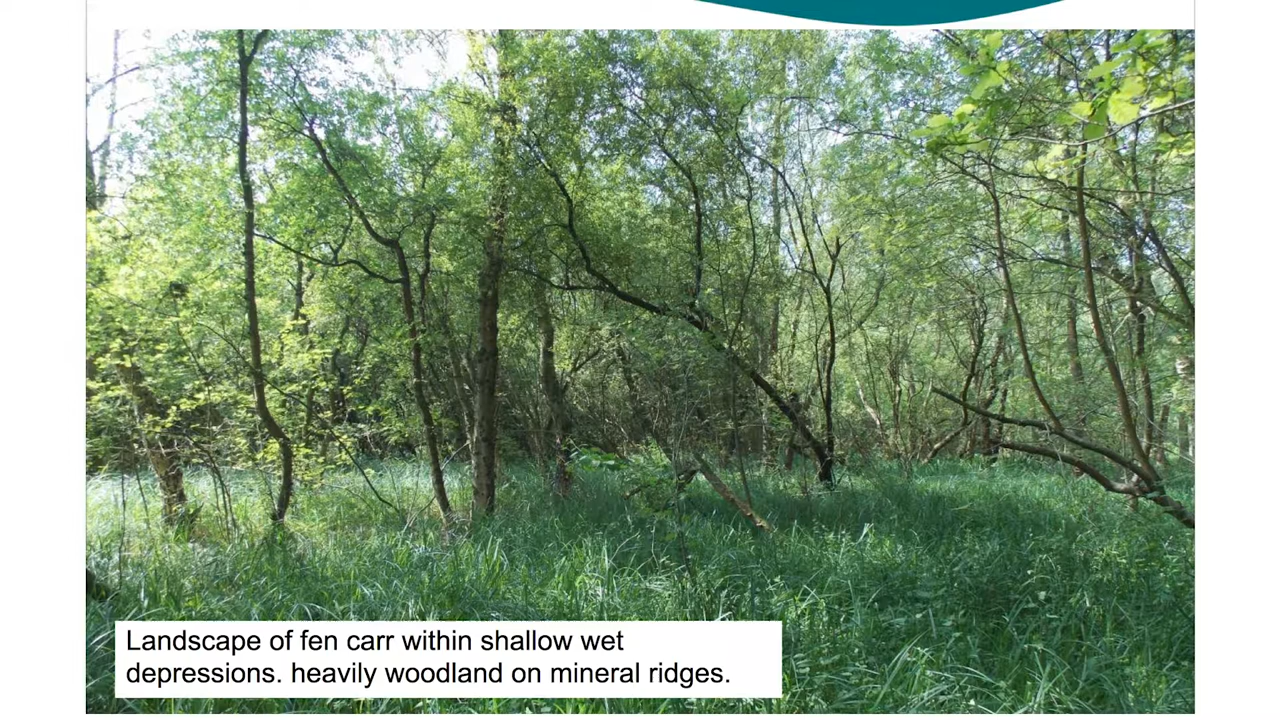 Landscape of fen carr within shallow wet
depressions. heavily woodland on mineral ridges.